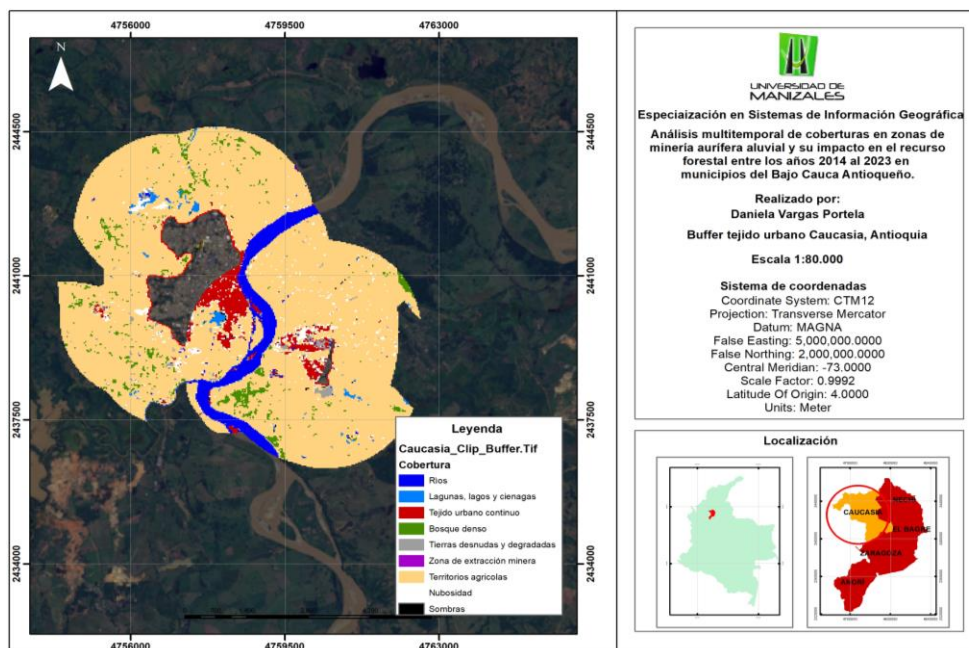 4756000
4759500
4763000
N
2444500
2444500
2441000
2441000
2437500
2437500
2434000
2434000
Leyenda
Caucasia_Clip_Buffer.Tif
Cobertura
Rios
Lagunas, lagos y cienagas
Tejido urbano continuo
Bosque denso
Tierras desnudas y degradadas
Zona de extracción minera
Territorios agricolas
Nubosidad
Sombras
4756000
4759500
4763000
UNIVERSIDAD DE
MANIZALES
Especiaización en Sistemas de Información Geográfica
Análisis multitemporal de coberturas en zonas de
minería aurífera aluvial y su impacto en el recurso
forestal entre los años 2014 al 2023 en
municipios del Bajo Cauca Antioqueño.
Realizado por:
Daniela Vargas Portela
Buffer tejido urbano Caucasia, Antioquia
Escala 1:80.000
Sistema de coordenadas
Coordinate System: CTM12
Projection: Transverse Mercator
Datum: MAGNA
False Easting: 5,000,000.0000
False Northing: 2,000,000.0000
Central Meridian: -73.0000
Scale Factor: 0.9992
Latitude Of Origin: 4.0000
Units: Meter
Localización
CAUCASIA
ZARAGOZA